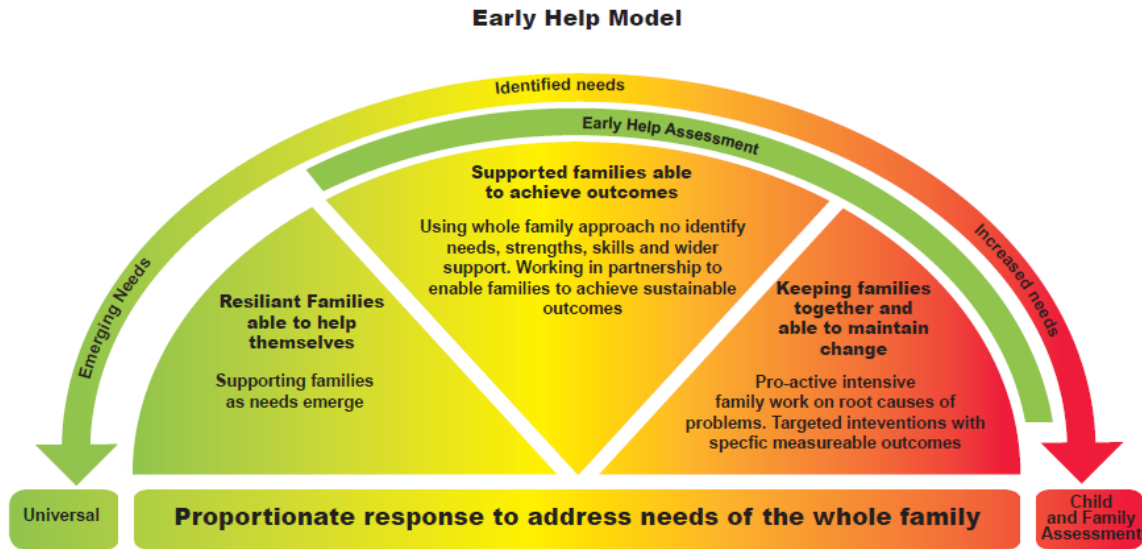 Early Help Model
Identified needs
Early Help Assessment
Emerging Needs
Increased needs
Resiliant Families
able to help
themselves
Supporting families
as needs emerge
Supported families able
to achieve outcomes
Using whole family approach no identify
needs, strengths, skills and wider
support. Working in partnership to
enable families to achieve sustainable
outcomes
Keeping families
together and
able to maintain
change
Pro-active intensive
family work on root causes of
problems. Targeted inteventions with
specfic measureable outcomes
Universal
Proportionate response to address needs of the whole family
Child
and Family
Assessment